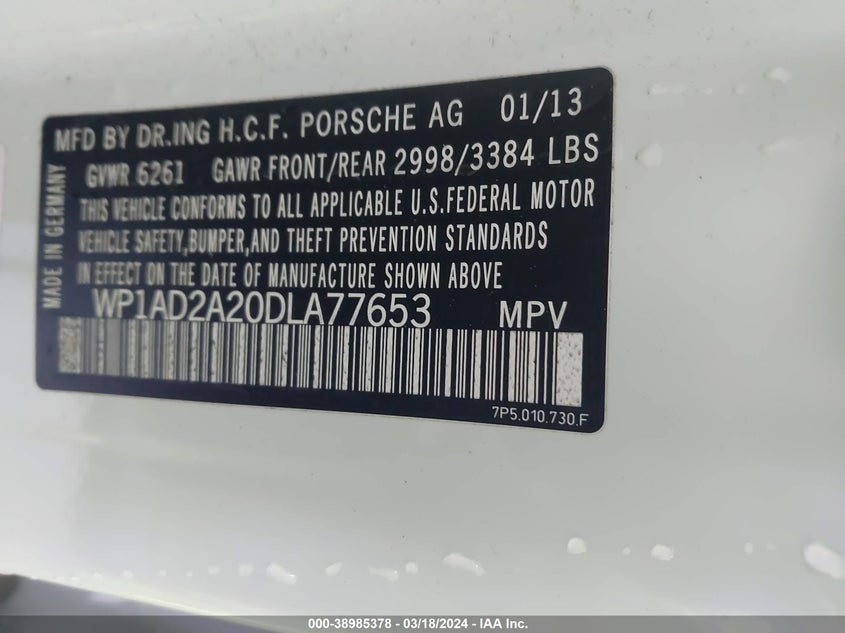 MFD BY DR.ING H.C.F. PORSCHE AG 01/13
GVWR 6261 GAWR FRONT/REAR 2998/3384 LBS
THIS VEHICLE CONFORMS TO ALL APPLICABLE U.S.FEDERAL MOTOR
VEHICLE SAFETY,BUMPER,AND THEFT PREVENTION STANDARDS
IN EFFECT ON THE DATE OF MANUFACTURE SHOWN ABOVE
WP1AD2A20DLA77653 MPV
MADE IN GERMANY
7P5.010.730.F
000-38985378 - 03/18/2024 - IAA Inc.